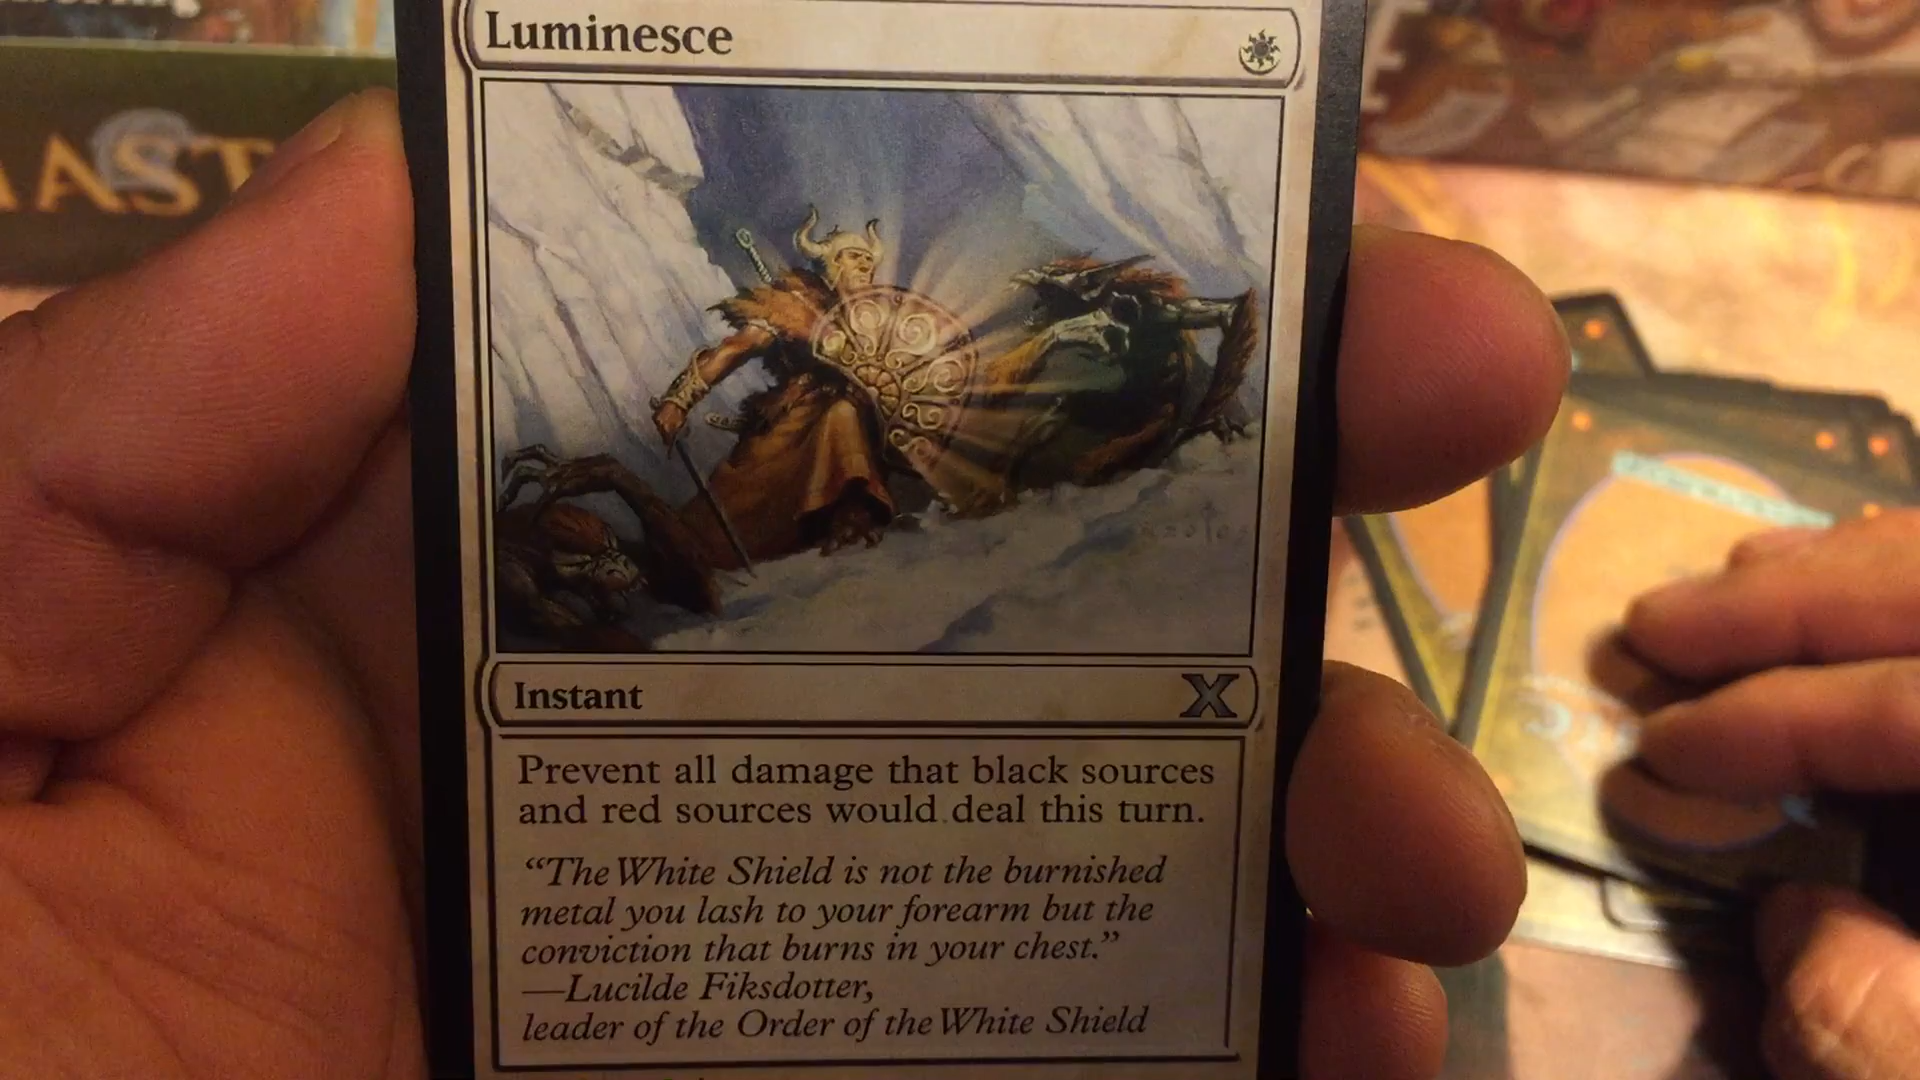 Luminesce
AST
Instant
X
Prevent all damage that black sources
and red sources would deal this turn.
“The White Shield is not the burnished
metal you lash to your forearm but the
conviction that burns in your chest.”
—Lucilde Fiksdotter,
leader of the Order of the White Shield